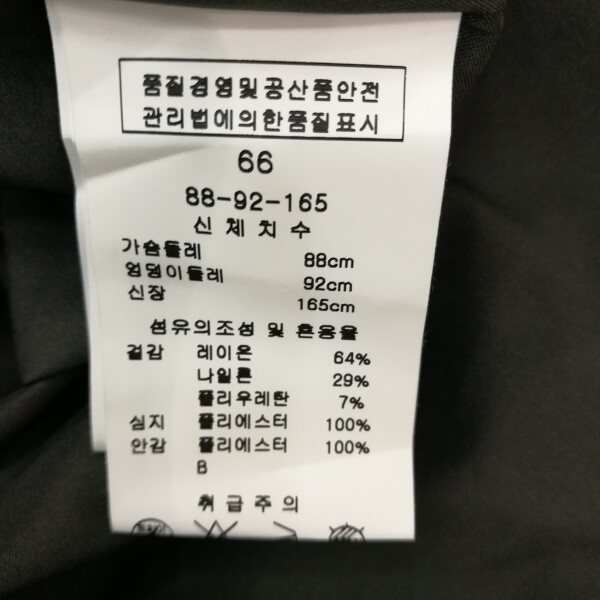 품질경영및공산품안전
관리법에의한품질표시
66
88-92-165
신체치수
가슴둘레 88cm
엉덩이둘레 92cm
신장 165cm
섬유의조성 및 혼용율
겉감 레이온 64%
나일론 29%
폴리우레탄 7%
심지 폴리에스터 100%
안감 폴리에스터 100%
B
취급주의